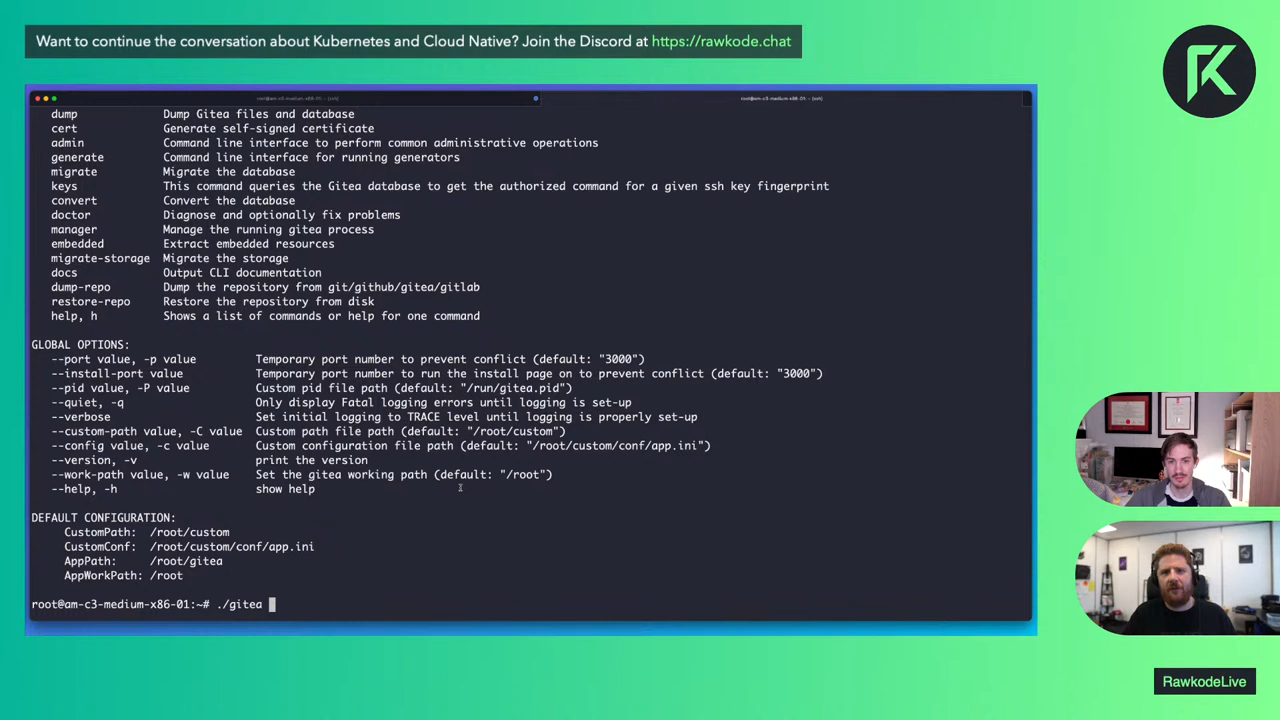 Want to continue the conversation about Kubernetes and Cloud Native? Join the Discord at https://rawkode.chat
dump Dump Gitea files and database
cert Generate self-signed certificate
admin Command line interface to perform common administrative operations
generate Command line interface for running generators
migrate Migrate the database
keys This command queries the Gitea database to get the authorized command for a given ssh key fingerprint
convert Convert the database
doctor Diagnose and optionally fix problems
manager Manage the running gitea process
embedded Extract embedded resources
migrate-storage Migrate the storage
docs Output CLI documentation
dump-repo Dump the repository from git/github/gitea/gitlab
restore-repo Restore the repository from disk
help, h Shows a list of commands or help for one command
GLOBAL OPTIONS:
--port value, -p value Temporary port number to prevent conflict (default: "3000")
--install-port value Temporary port number to run the install page on to prevent conflict (default: "3000")
--pid value, -P value Custom pid file path (default: "/run/gitea.pid")
--quiet, -q Only display Fatal logging errors until logging is set-up
--verbose Set initial logging to TRACE level until logging is properly set-up
--custom-path value, -C value Custom path file path (default: "/root/custom")
--config value, -c value Custom configuration file path (default: "/root/custom/conf/app.ini")
--version, -v print the version
--work-path value, -w value Set the gitea working path (default: "/root")
--help, -h show help
DEFAULT CONFIGURATION:
CustomPath: /root/custom
CustomConf: /root/custom/conf/app.ini
AppPath: /root/gitea
AppWorkPath: /root
root@am-c3-medium-x86-01:~# ./gitea
RawkodeLive